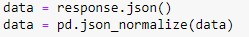 data = response.json()
data = pd.json_normalize(data)